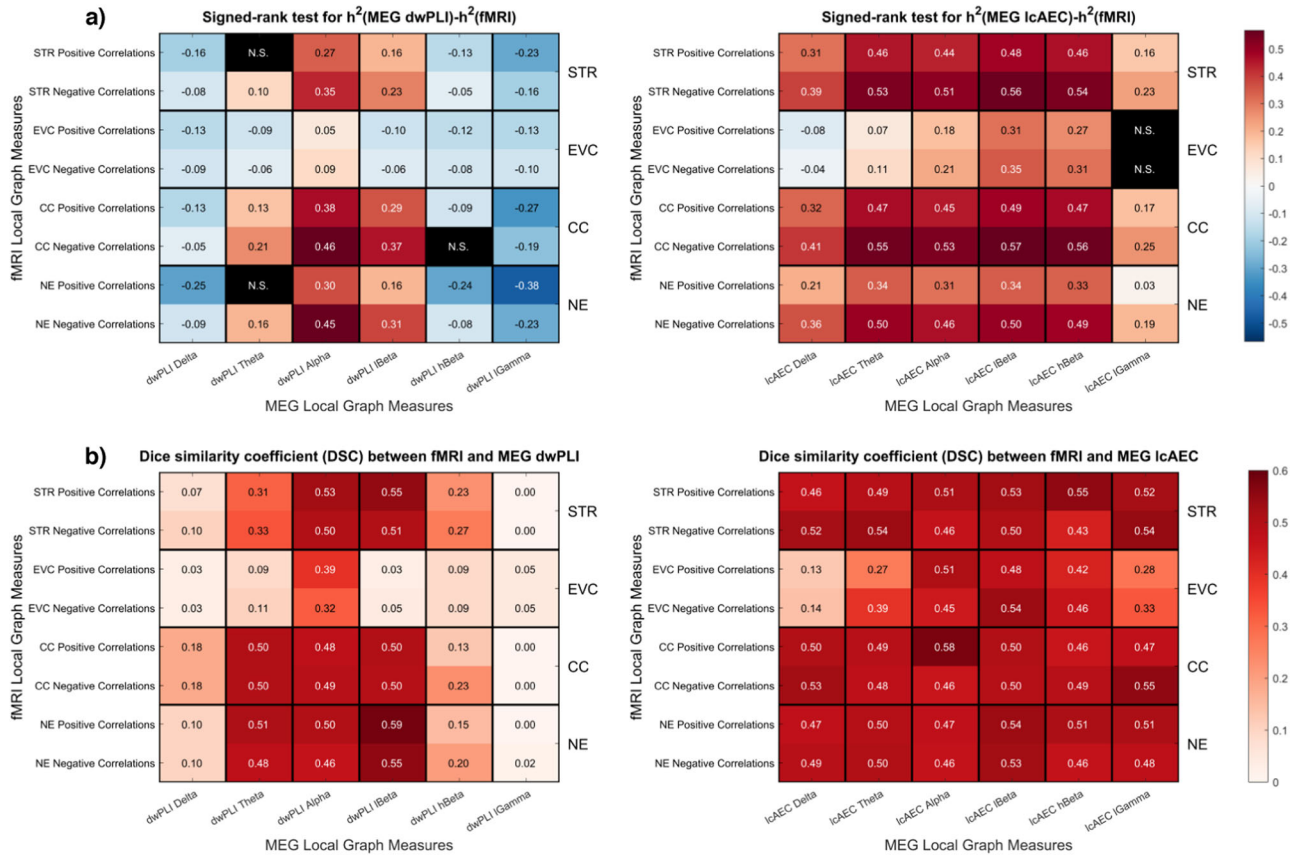 a)
Signed-rank test for h²(MEG dwPLI)-h²(fMRI)
fMRI Local Graph Measures
STR Positive Correlations -0.16 N.S. 0.27 0.16 -0.13 -0.23
STR Negative Correlations -0.08 0.10 0.35 0.23 -0.05 -0.16
STR
EVC Positive Correlations -0.13 -0.09 0.05 -0.10 -0.12 -0.13
EVC Negative Correlations -0.09 -0.06 0.09 -0.06 -0.08 -0.10
EVC
CC Positive Correlations -0.13 0.13 0.38 0.29 -0.09 -0.27
CC Negative Correlations -0.05 0.21 0.46 0.37 N.S. -0.19
CC
NE Positive Correlations -0.25 N.S. 0.30 0.16 -0.24 -0.38
NE Negative Correlations -0.09 0.16 0.45 0.31 -0.08 -0.23
NE
dwPLI Delta dwPLI Theta dwPLI Alpha dwPLI lBeta dwPLI hBeta dwPLI lGamma
MEG Local Graph Measures
Signed-rank test for h²(MEG lcAEC)-h²(fMRI)
fMRI Local Graph Measures
STR Positive Correlations 0.31 0.46 0.44 0.48 0.46 0.16
STR Negative Correlations 0.39 0.53 0.51 0.56 0.54 0.23
STR
EVC Positive Correlations -0.08 0.07 0.18 0.31 0.27 N.S.
EVC Negative Correlations -0.04 0.11 0.21 0.35 0.31 N.S.
EVC
CC Positive Correlations 0.32 0.47 0.45 0.49 0.47 0.17
CC Negative Correlations 0.41 0.55 0.53 0.57 0.56 0.25
CC
NE Positive Correlations 0.21 0.34 0.31 0.34 0.33 0.03
NE Negative Correlations 0.36 0.50 0.46 0.50 0.49 0.19
NE
lcAEC Delta lcAEC Theta lcAEC Alpha lcAEC lBeta lcAEC hBeta lcAEC lGamma
MEG Local Graph Measures
0.5
0.4
0.3
0.2
0.1
0
-0.1
-0.2
-0.3
-0.4
-0.5
b)
Dice similarity coefficient (DSC) between fMRI and MEG dwPLI
fMRI Local Graph Measures
STR Positive Correlations 0.07 0.31 0.53 0.55 0.23 0.00
STR Negative Correlations 0.10 0.33 0.50 0.51 0.27 0.00
STR
EVC Positive Correlations 0.03 0.09 0.39 0.03 0.09 0.05
EVC Negative Correlations 0.03 0.11 0.32 0.05 0.09 0.05
EVC
CC Positive Correlations 0.18 0.50 0.48 0.50 0.13 0.00
CC Negative Correlations 0.18 0.50 0.49 0.50 0.23 0.00
CC
NE Positive Correlations 0.10 0.51 0.50 0.59 0.15 0.00
NE Negative Correlations 0.10 0.48 0.46 0.55 0.20 0.02
NE
dwPLI Delta dwPLI Theta dwPLI Alpha dwPLI lBeta dwPLI hBeta dwPLI lGamma
MEG Local Graph Measures
Dice similarity coefficient (DSC) between fMRI and MEG lcAEC
fMRI Local Graph Measures
STR Positive Correlations 0.46 0.49 0.51 0.53 0.55 0.52
STR Negative Correlations 0.52 0.54 0.46 0.50 0.43 0.54
STR
EVC Positive Correlations 0.13 0.27 0.51 0.48 0.42 0.28
EVC Negative Correlations 0.14 0.39 0.45 0.54 0.46 0.33
EVC
CC Positive Correlations 0.50 0.49 0.58 0.50 0.46 0.47
CC Negative Correlations 0.53 0.48 0.46 0.50 0.49 0.55
CC
NE Positive Correlations 0.47 0.50 0.47 0.54 0.51 0.51
NE Negative Correlations 0.49 0.50 0.46 0.53 0.46 0.48
NE
lcAEC Delta lcAEC Theta lcAEC Alpha lcAEC lBeta lcAEC hBeta lcAEC lGamma
MEG Local Graph Measures
0.6
0.5
0.4
0.3
0.2
0.1
0